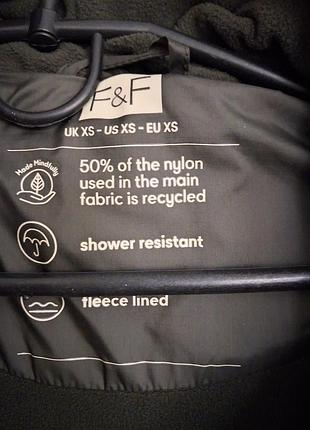 F&F
UK XS - US XS - EU XS
Made Mindfully
50% of the nylon
used in the main
fabric is recycled
shower resistant
fleece lined